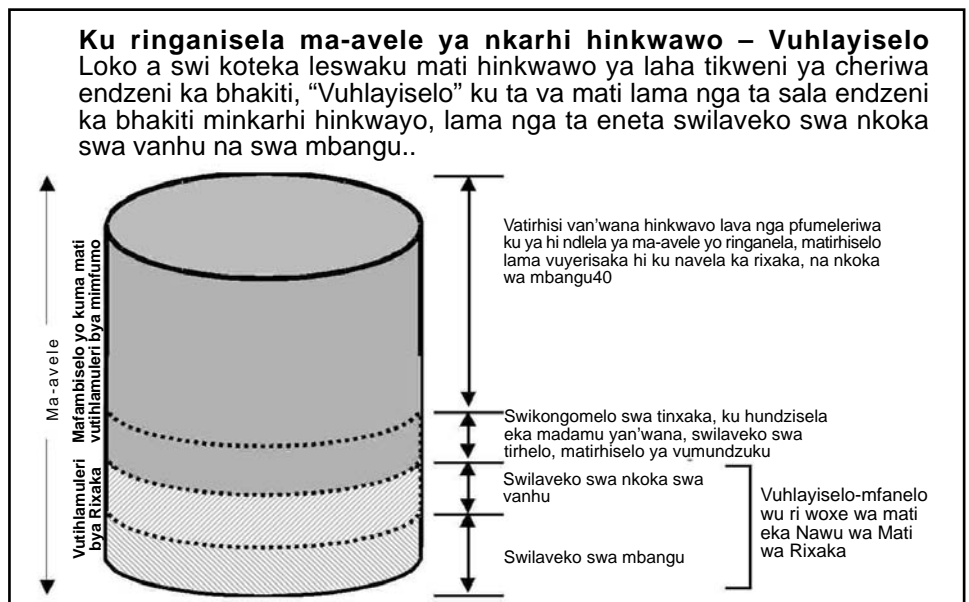 Ku ringanisela ma-avele ya nkarhi hinkwawo – Vuhlayiselo
Loko a swi koteka leswaku mati hinkwawo ya laha tikweni ya cheriwa
endzeni ka bhakiti, “Vuhlayiselo” ku ta va mati lama nga ta sala endzeni
ka bhakiti minkarhi hinkwayo, lama nga ta eneta swilaveko swa nkoka
swa vanhu na swa mbangu..
Ma-avele
Mafambiselo yo kuma mati
vutihlamuleri bya mimfumo
Vutihlamuleri
bya Rixaka
Vatirhisi van’wana hinkwavo lava nga pfumeleriwa
ku ya hi ndlela ya ma-avele yo ringanela, matirhiselo
lama vuyerisaka hi ku navela ka rixaka, na nkoka
wa mbangu40
Swikongomelo swa tinxaka, ku hundzisela
eka madamu yan’wana, swilaveko swa
tirhelo, matirhiselo ya vumundzuku
Swilaveko swa nkoka swa
vanhu
Swilaveko swa mbangu
Vuhlayiselo-mfanelo
wu ri woxe wa mati
eka Nawu wa Mati
wa Rixaka